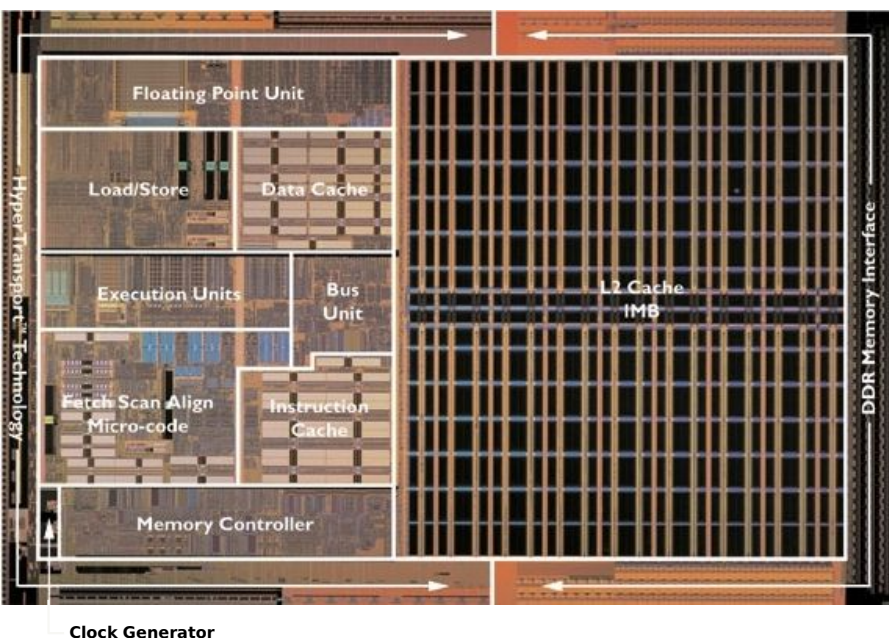 Floating Point Unit
Load/Store
Data Cache
HyperTransport™ Technology
Execution Units
Bus
Unit
L2 Cache
IMB
DDR Memory Interface
Fetch Scan Align
Micro-code
Instruction
Cache
Memory Controller
Clock Generator